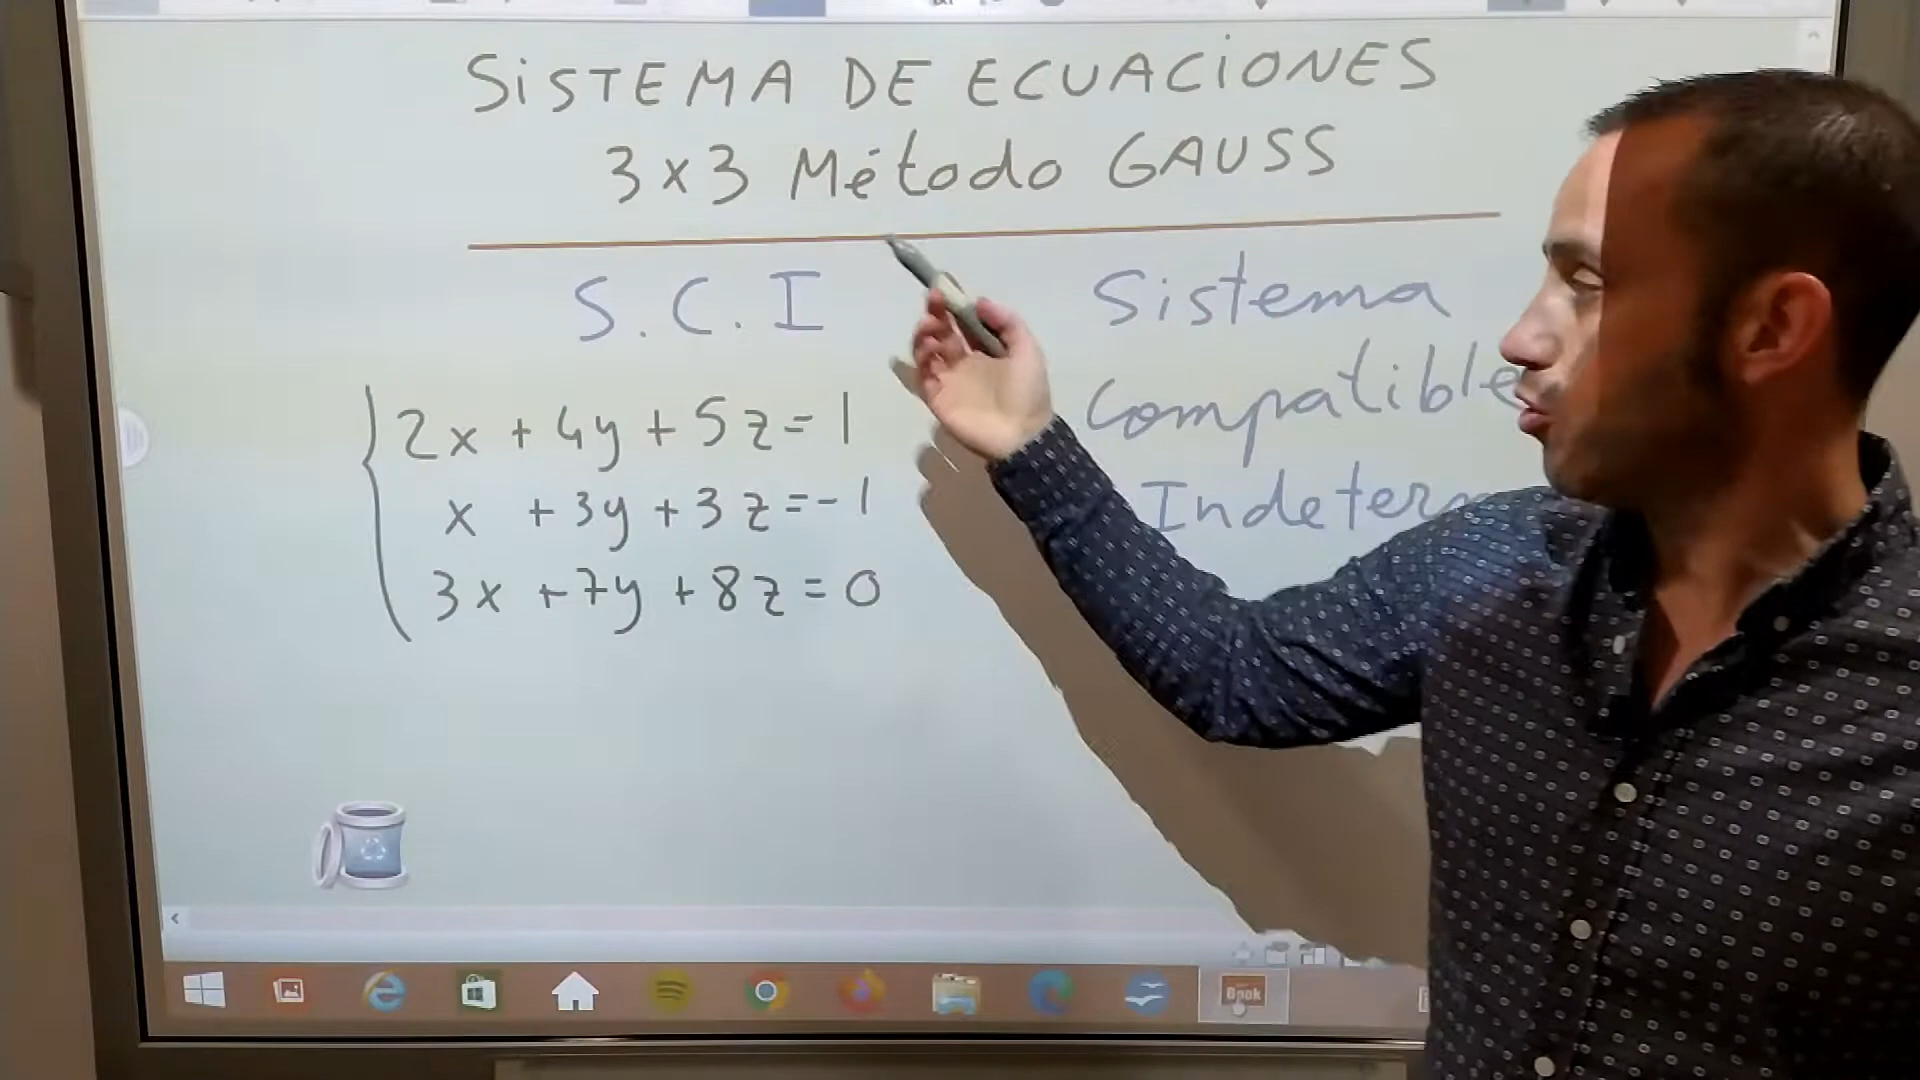 SISTEMA DE ECUACIONES
3x3 Método GAUSS
S.C.I
Sistema
Compatible
2x + 4y + 5z = 1
x + 3y + 3z = -1
3x + 7y + 8z = 0
Book